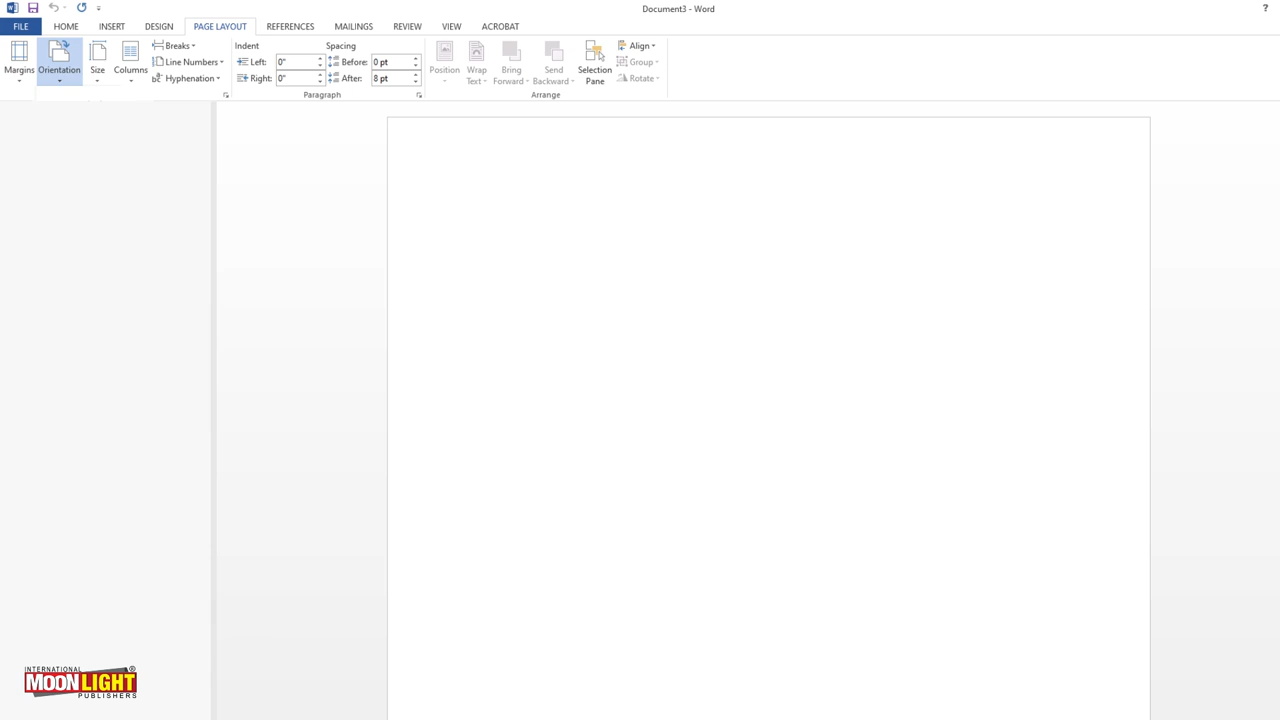 Document3 - Word
?
FILE HOME INSERT DESIGN PAGE LAYOUT REFERENCES MAILINGS REVIEW VIEW ACROBAT
Margins
Orientation
Size
Columns
Breaks
Line Numbers
Hyphenation
Indent
Left: 0"
Right: 0"
Spacing
Before: 0 pt
After: 8 pt
Paragraph
Position
Wrap
Text
Bring
Forward
Send
Backward
Selection
Pane
Align
Group
Rotate
Arrange
INTERNATIONAL ®
MOONLIGHT
PUBLISHERS